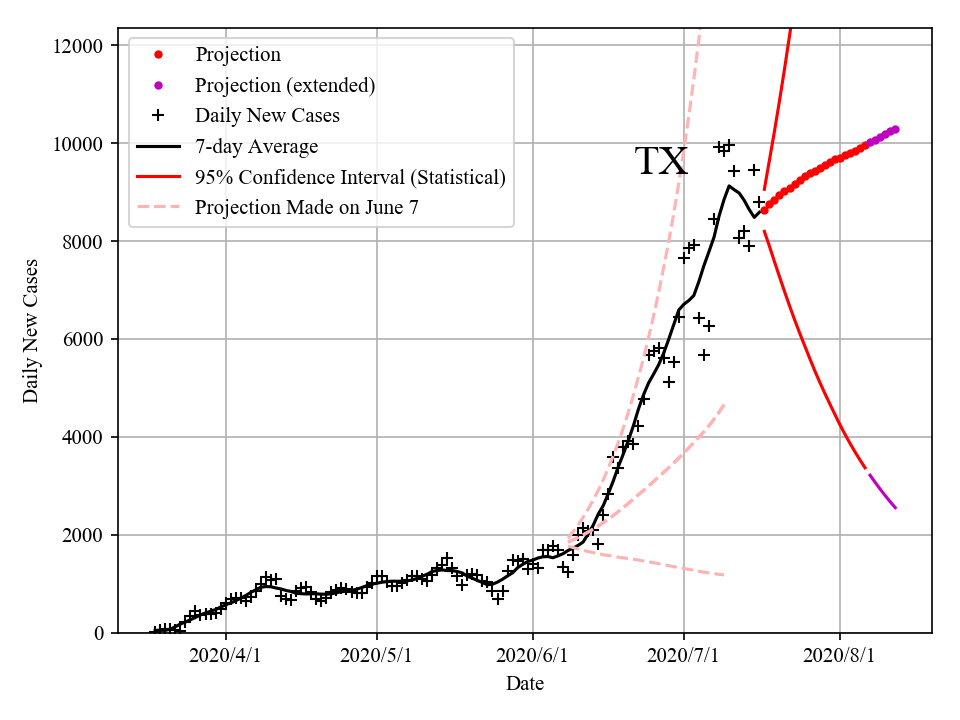 12000
10000
8000
6000
4000
2000
0
Daily New Cases
Projection
Projection (extended)
Daily New Cases
7-day Average
95% Confidence Interval (Statistical)
Projection Made on June 7
TX
2020/4/1 2020/5/1 2020/6/1 2020/7/1 2020/8/1
Date